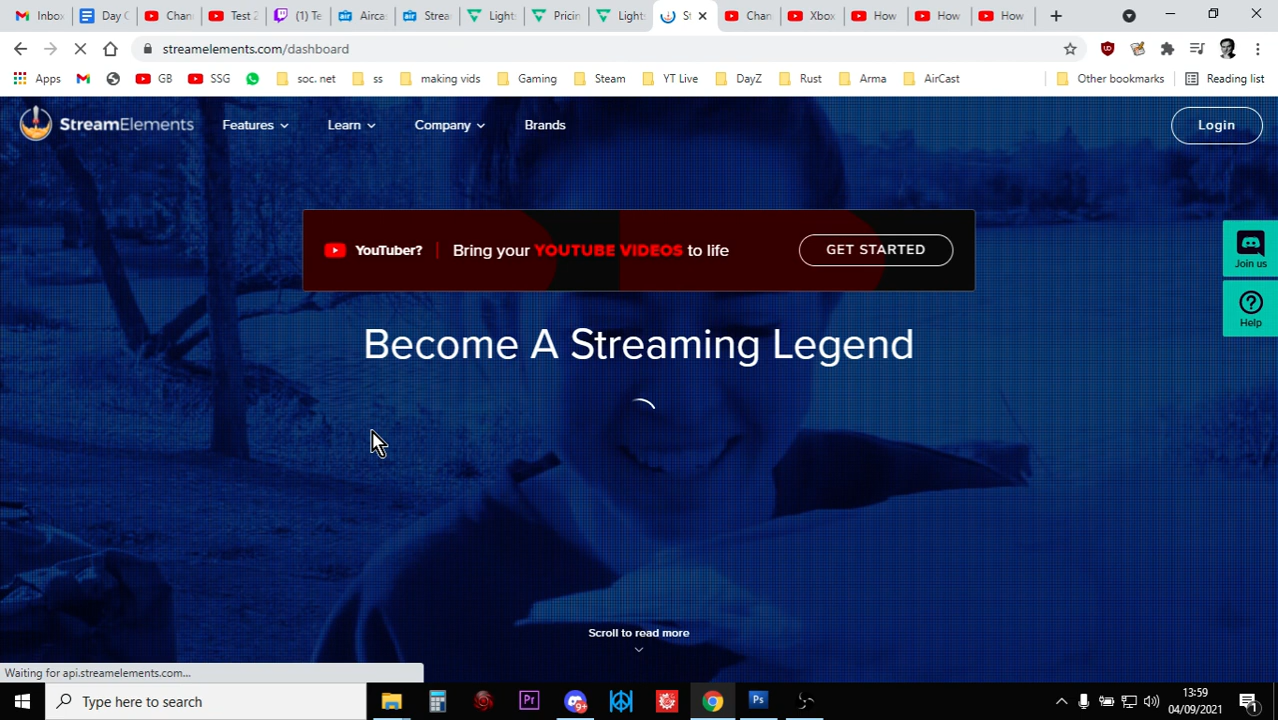 Inbox
Day C
Chan
Test 2
(1) Te
Airca
Strea
Light
Pricin
Light
St
Chan
Xbox
How
How
How
streamelements.com/dashboard
Apps
GB
SSG
soc. net
ss
making vids
Gaming
Steam
YT Live
DayZ
Rust
Arma
AirCast
Other bookmarks
Reading list
StreamElements
Features
Learn
Company
Brands
Login
YouTuber?
Bring your YOUTUBE VIDEOS to life
GET STARTED
Join us
Help
Become A Streaming Legend
Scroll to read more
Waiting for api.streamelements.com...
Type here to search
Pr
9+
Ps
13:59
04/09/2021
1